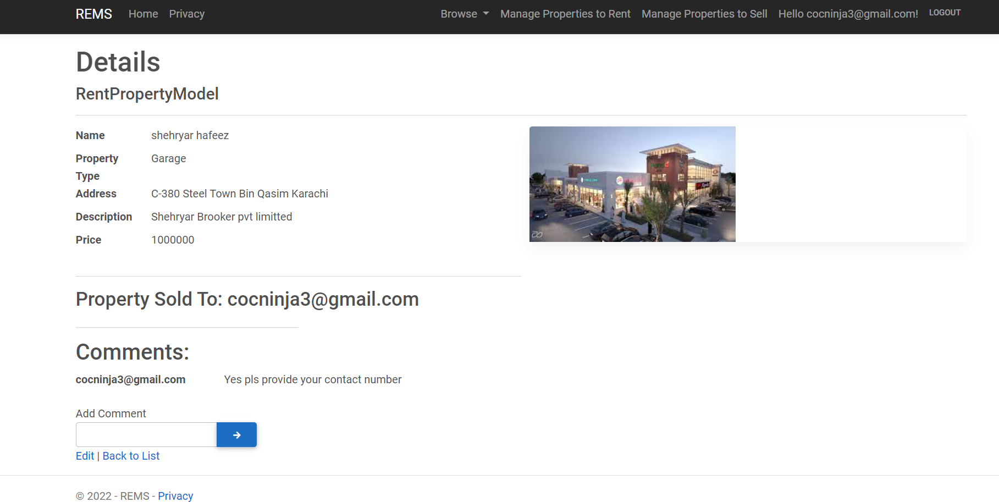 REMS Home Privacy Browse Manage Properties to Rent Manage Properties to Sell Hello cocninja3@gmail.com! LOGOUT
Details
RentPropertyModel
Name shehryar hafeez
Property Garage
Type
Address C-380 Steel Town Bin Qasim Karachi
Description Shehryar Brooker pvt limitted
Price 1000000
Property Sold To: cocninja3@gmail.com
Comments:
cocninja3@gmail.com Yes pls provide your contact number
Add Comment
Edit | Back to List
© 2022 - REMS - Privacy